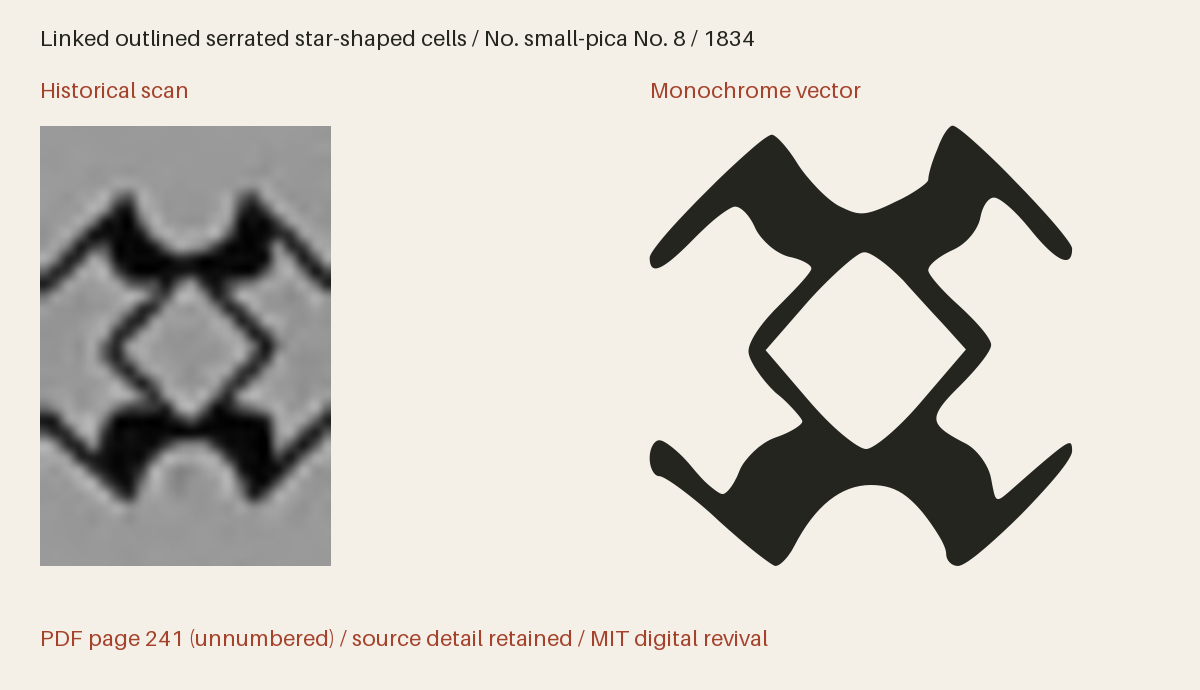 Linked outlined serrated star-shaped cells / No. small-pica No. 8 / 1834
Historical scan
Monochrome vector
PDF page 241 (unnumbered) / source detail retained / MIT digital revival